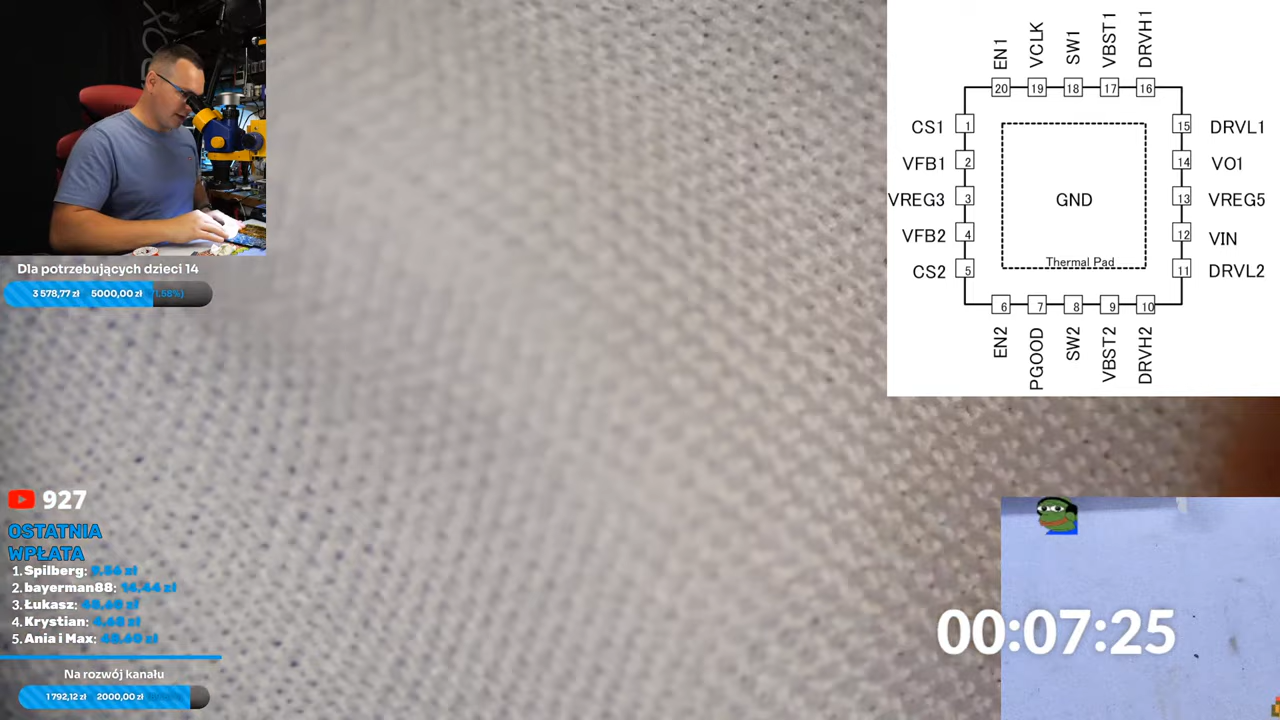 Dla potrzebujących dzieci 14
3 578,77 zł 5000,00 zł
927
OSTATNIA
WPŁATA
1. Spilberg:
2. bayerman88:
3. Łukasz:
4. Krystian:
5. Ania i Max:
Na rozwój kanału
1 792,12 zł 2000,00 zł
EN1 VCLK SW1 VBST1 DRVH1
20 19 18 17 16
CS1 1 15 DRVL1
VFB1 2 14 VO1
VREG3 3 GND 13 VREG5
VFB2 4 12 VIN
CS2 5 Thermal Pad 11 DRVL2
6 7 8 9 10
EN2 PGOOD SW2 VBST2 DRVH2
00:07:25